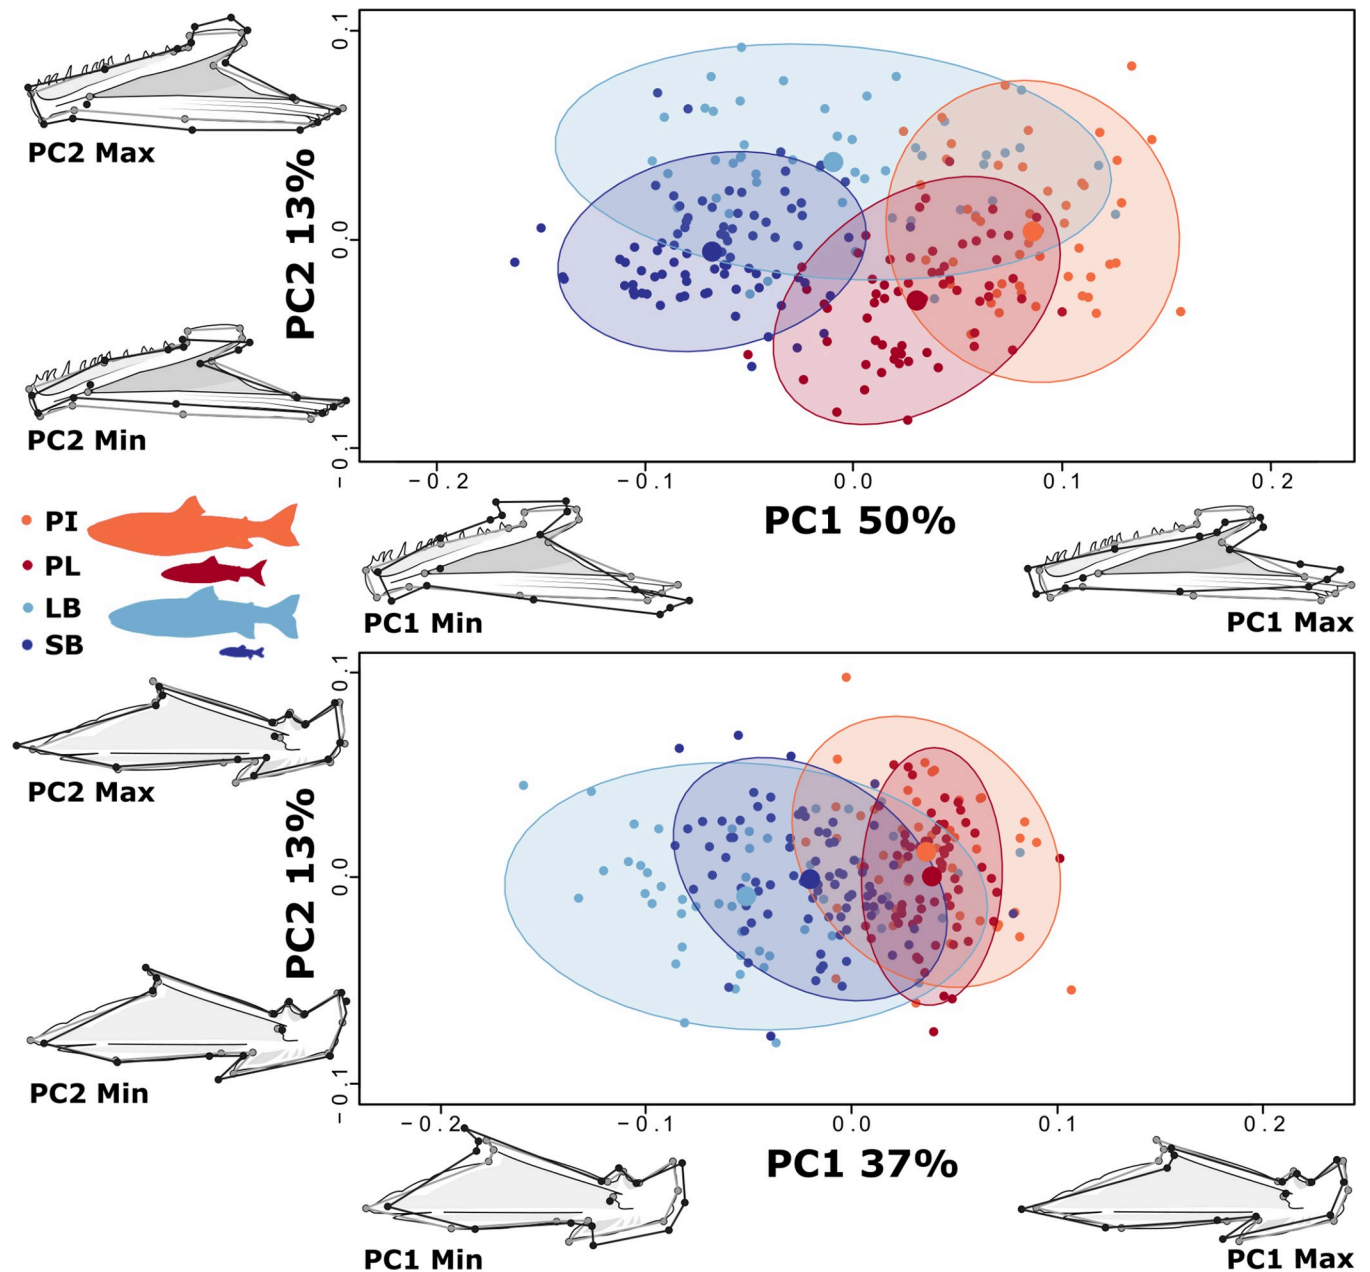 PC2 Max
PC2 13%
0.1
0.0
−0.1
PC2 Min
−0.2 −0.1 0.0 0.1 0.2
PC1 50%
PC1 Min
PC1 Max
PI
PL
LB
SB
PC2 Max
PC2 13%
0.1
0.0
−0.1
PC2 Min
−0.2 −0.1 0.0 0.1 0.2
PC1 37%
PC1 Min
PC1 Max